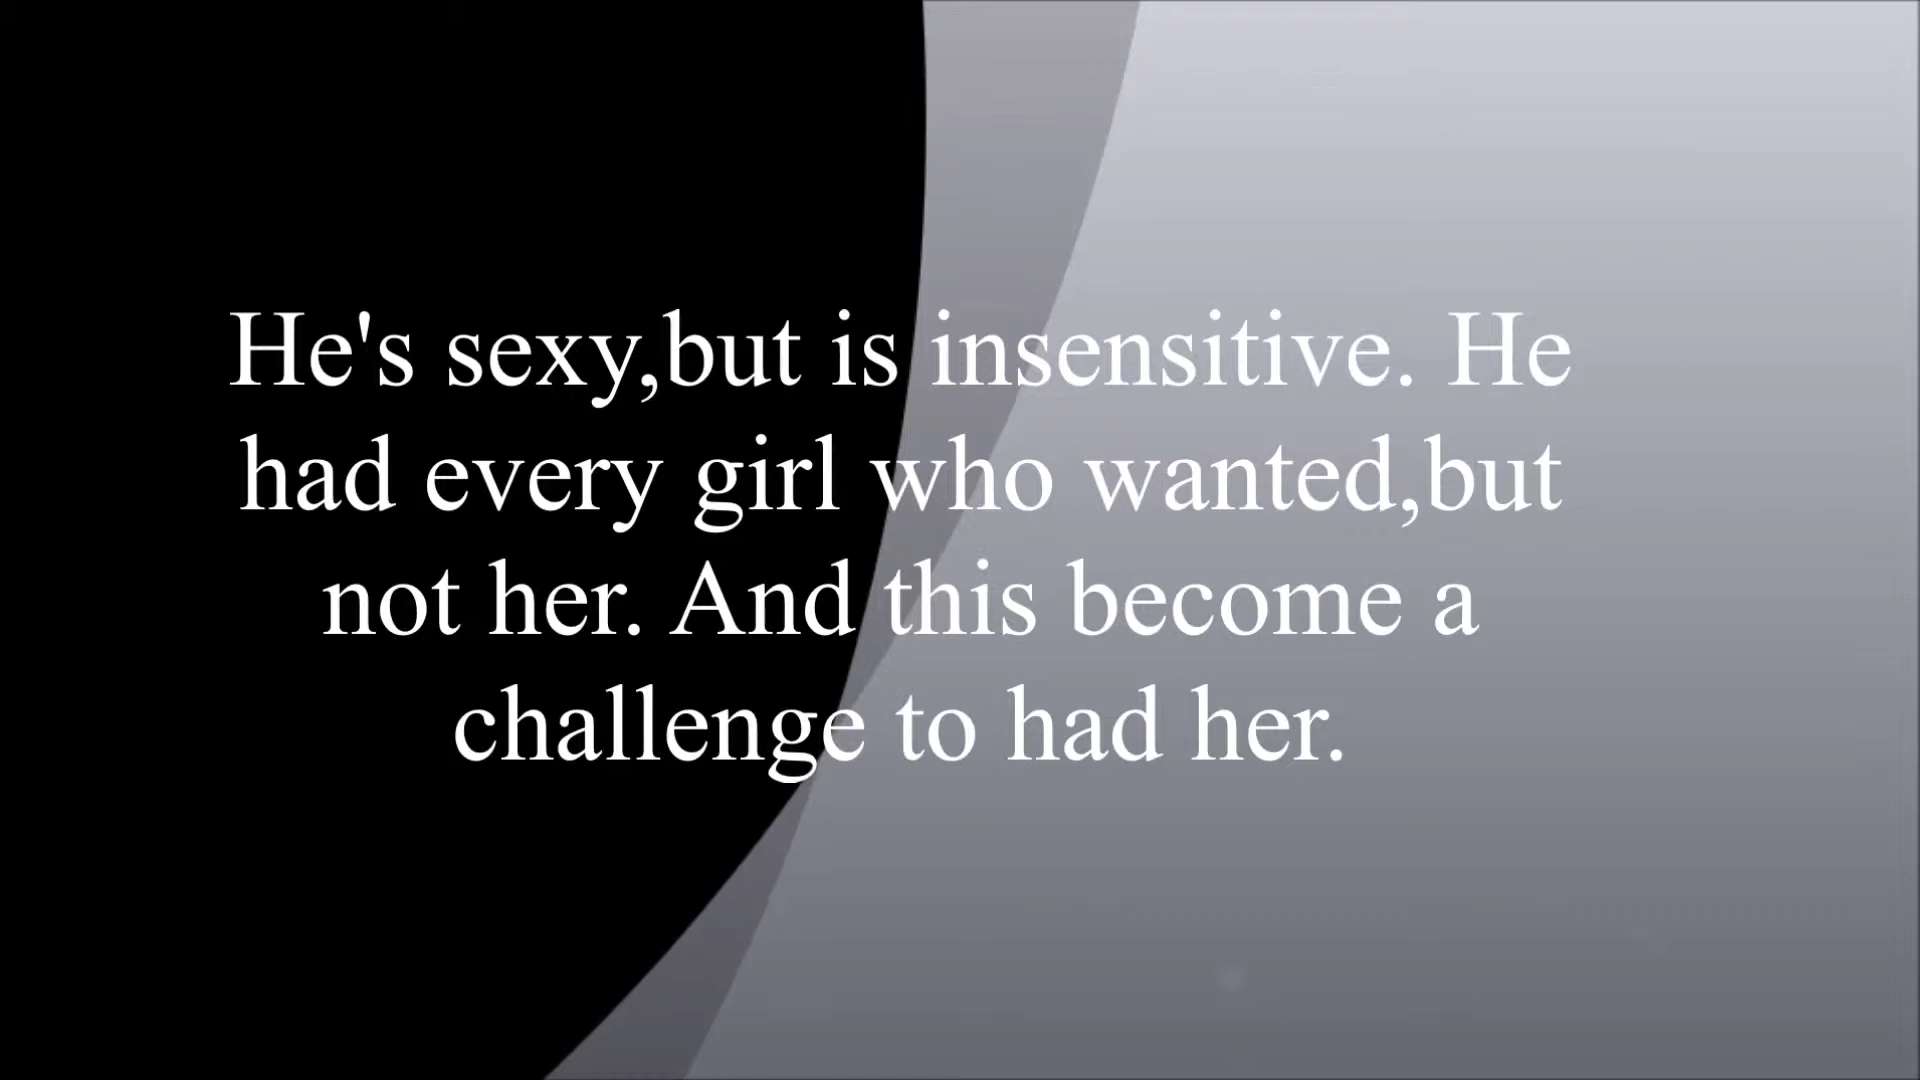 He's sexy,but is insensitive. He
had every girl who wanted,but
not her. And this become a
challenge to had her.